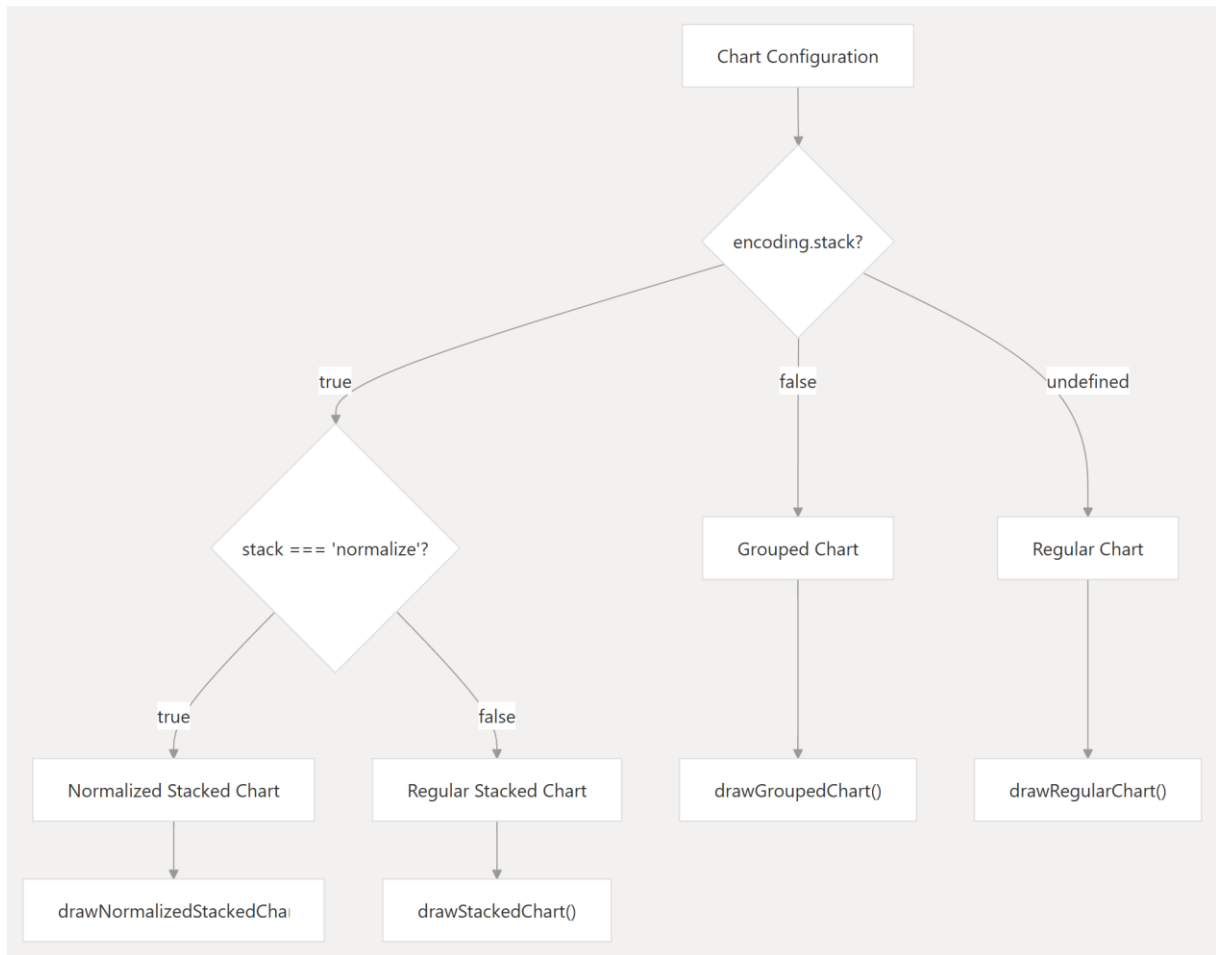 Chart Configuration
encoding.stack?
true
false
undefined
stack === 'normalize'?
Grouped Chart
Regular Chart
true
false
Normalized Stacked Chart
Regular Stacked Chart
drawGroupedChart()
drawRegularChart()
drawNormalizedStackedCha
drawStackedChart()